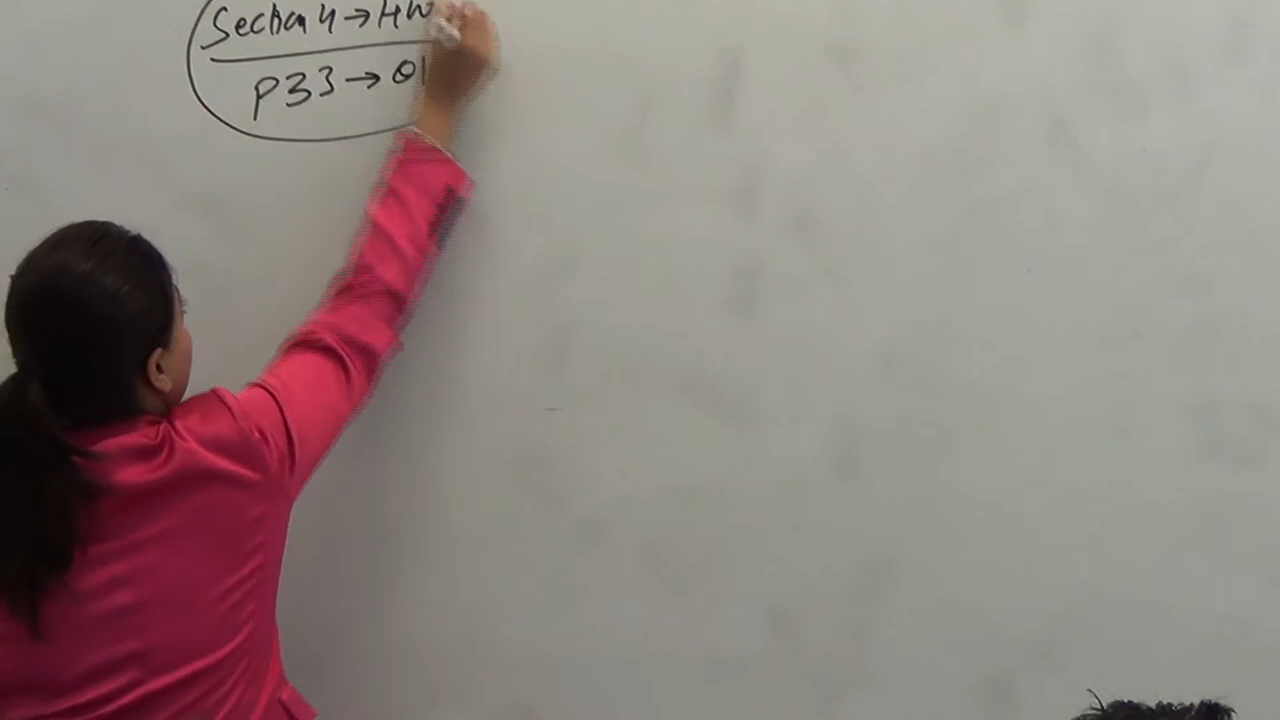 Section 4 → HW
P33 → Q1